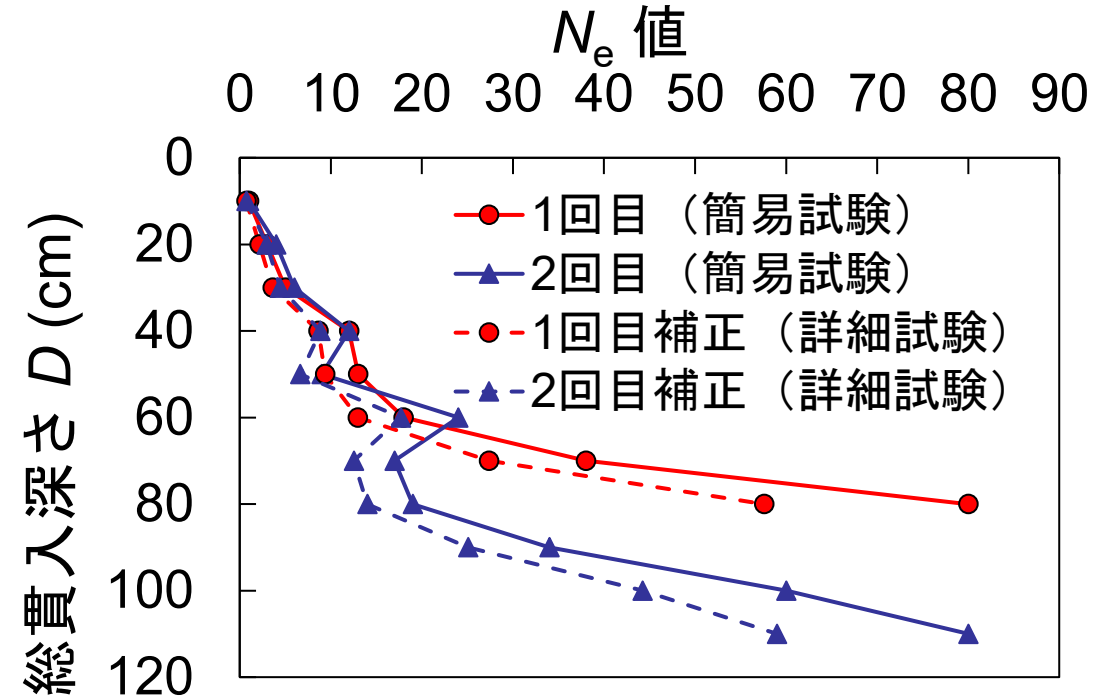 Ne 値
0 10 20 30 40 50 60 70 80 90
総貫入深さ D (cm)
0
20
40
60
80
100
120
1回目（簡易試験）
2回目（簡易試験）
1回目補正（詳細試験）
2回目補正（詳細試験）